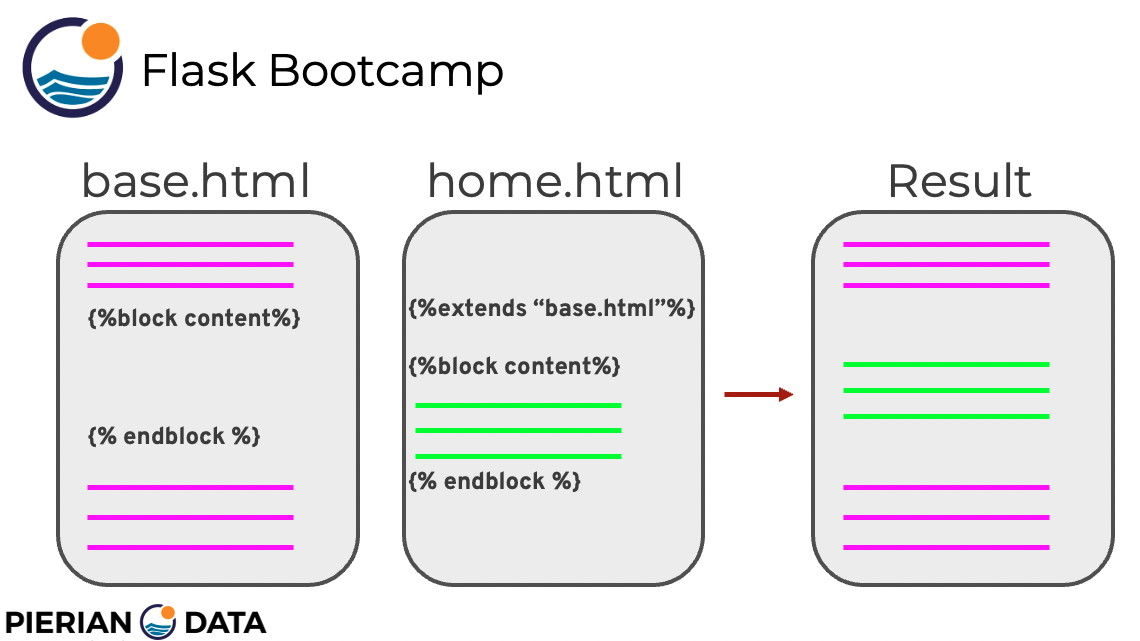 Flask Bootcamp
base.html
{%block content%}
{% endblock %}
home.html
{%extends “base.html”%}
{%block content%}
{% endblock %}
Result
PIERIAN DATA